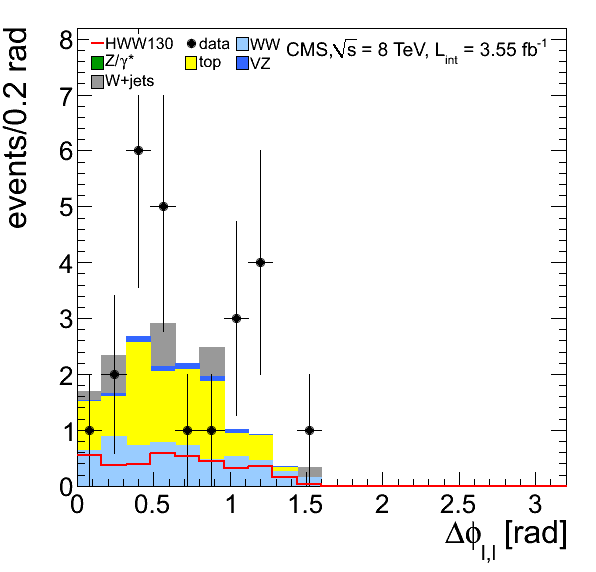 8
7
6
5
4
3
2
1
0
events/0.2 rad
HWW130
data
WW
Z/γ*
top
VZ
W+jets
CMS,√s = 8 TeV, L_int = 3.55 fb⁻¹
0 0.5 1 1.5 2 2.5 3
Δϕ_l,l [rad]